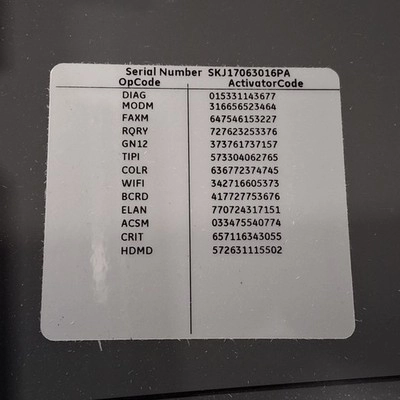 Serial Number SKJ17063016PA
OpCode ActivatorCode
DIAG 015331143677
MODM 316656523464
FAXM 647546153227
RQRY 727623253376
GN12 373761737157
TIPI 573304062765
COLR 636772374745
WIFI 342716605373
BCRD 417727753676
ELAN 770724317151
ACSM 033475540774
CRIT 657116343055
HDMD 572631115502